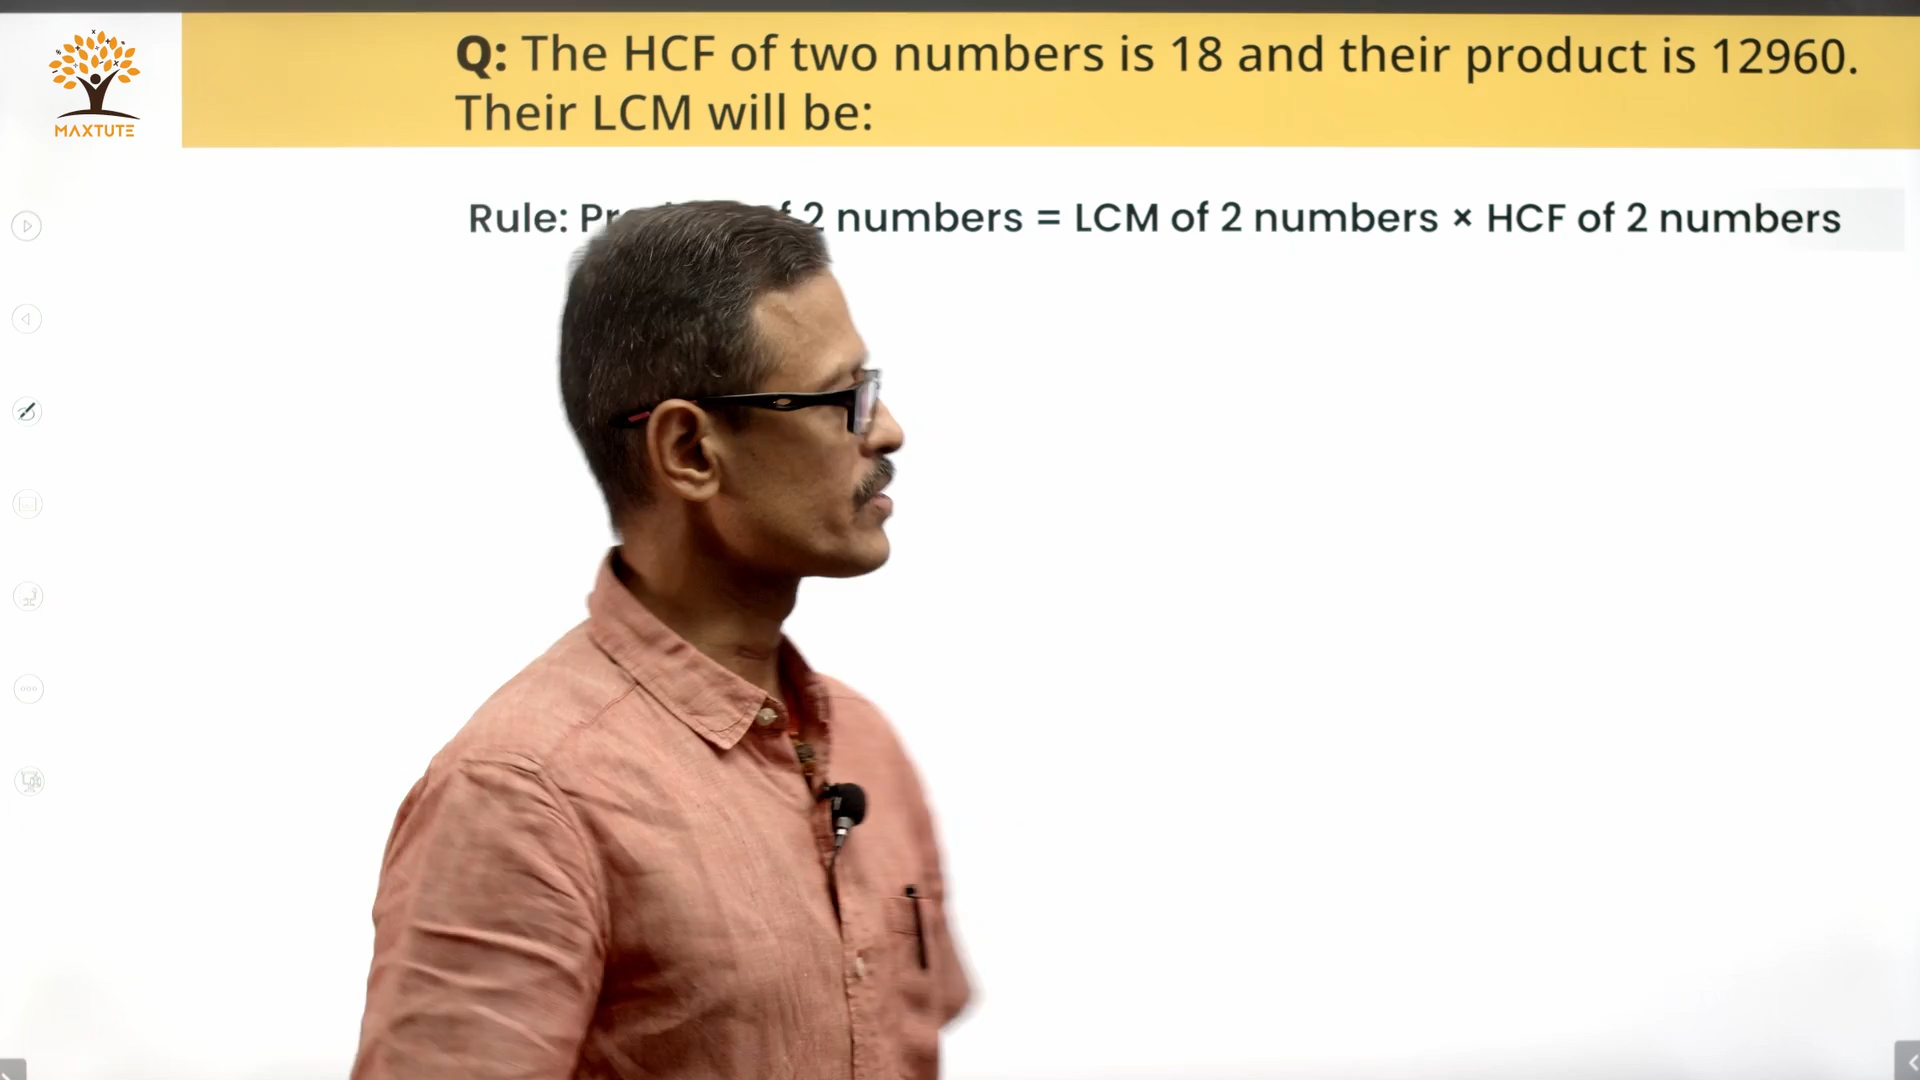 MAXTUTE
Q: The HCF of two numbers is 18 and their product is 12960.
Their LCM will be:
Rule: 2 numbers = LCM of 2 numbers × HCF of 2 numbers